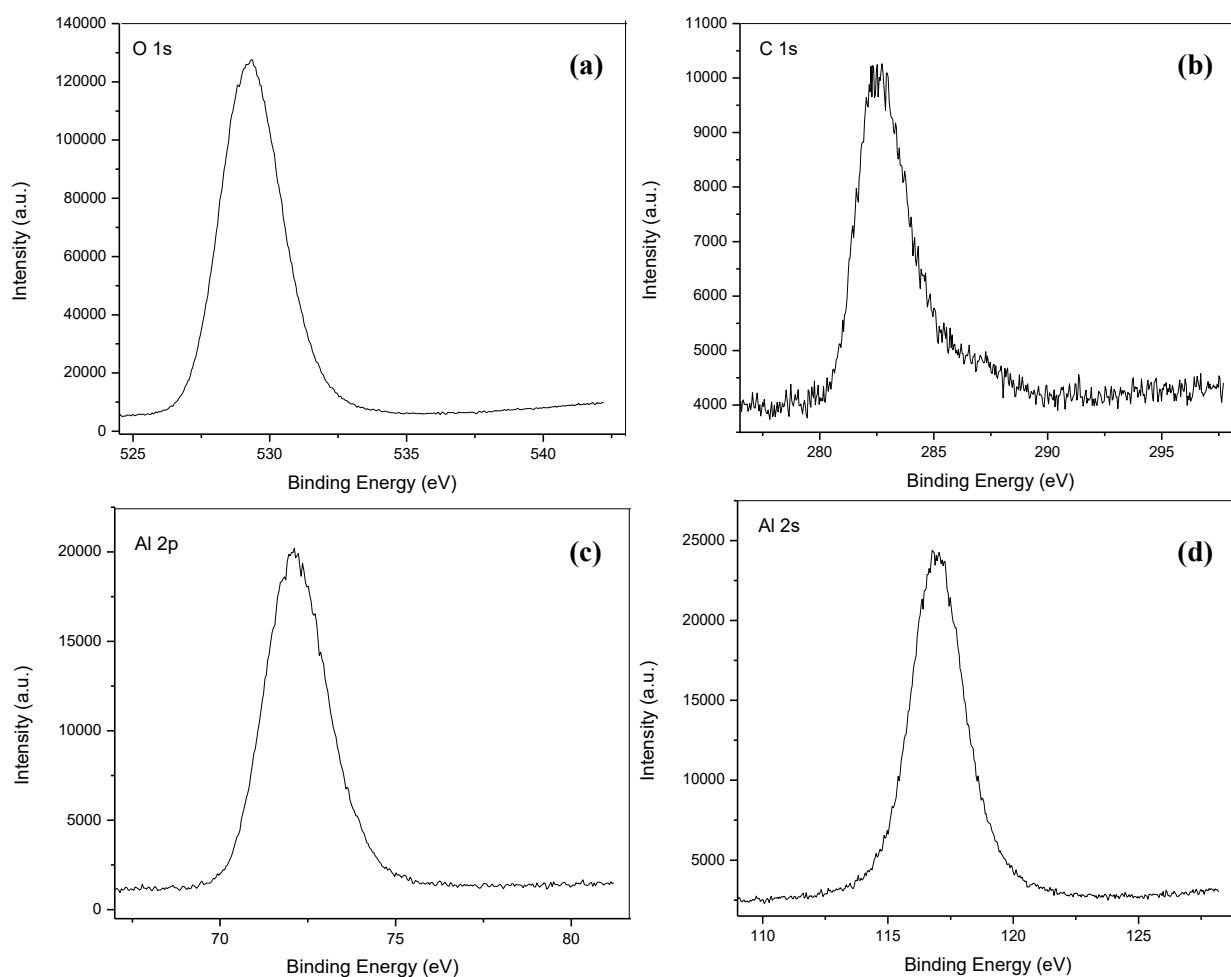 O 1s
(a)
140000
120000
100000
80000
60000
40000
20000
0
525
530
535
540
Intensity (a.u.)
Binding Energy (eV)
C 1s
(b)
11000
10000
9000
8000
7000
6000
5000
4000
280
285
290
295
Intensity (a.u.)
Binding Energy (eV)
Al 2p
(c)
20000
15000
10000
5000
0
70
75
80
Intensity (a.u.)
Binding Energy (eV)
Al 2s
(d)
25000
20000
15000
10000
5000
110
115
120
125
Intensity (a.u.)
Binding Energy (eV)